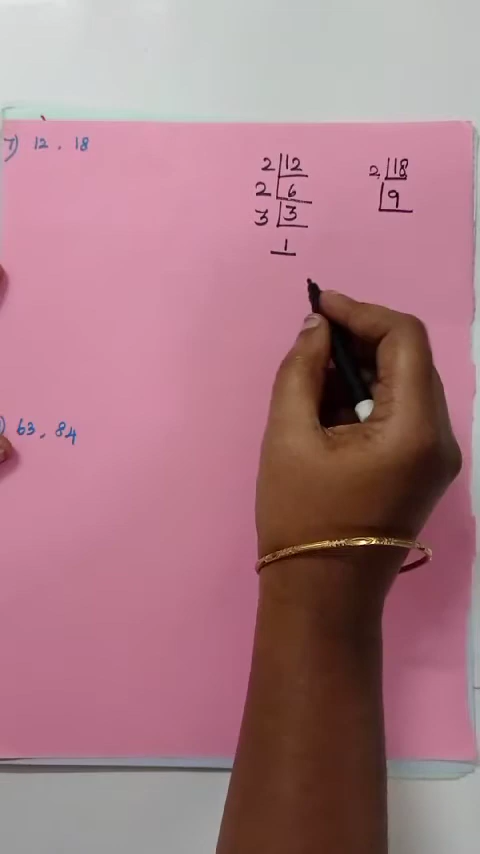 7) 12, 18
2 | 12
2 | 6
3 | 3
1
2 | 18
9
) 63, 84